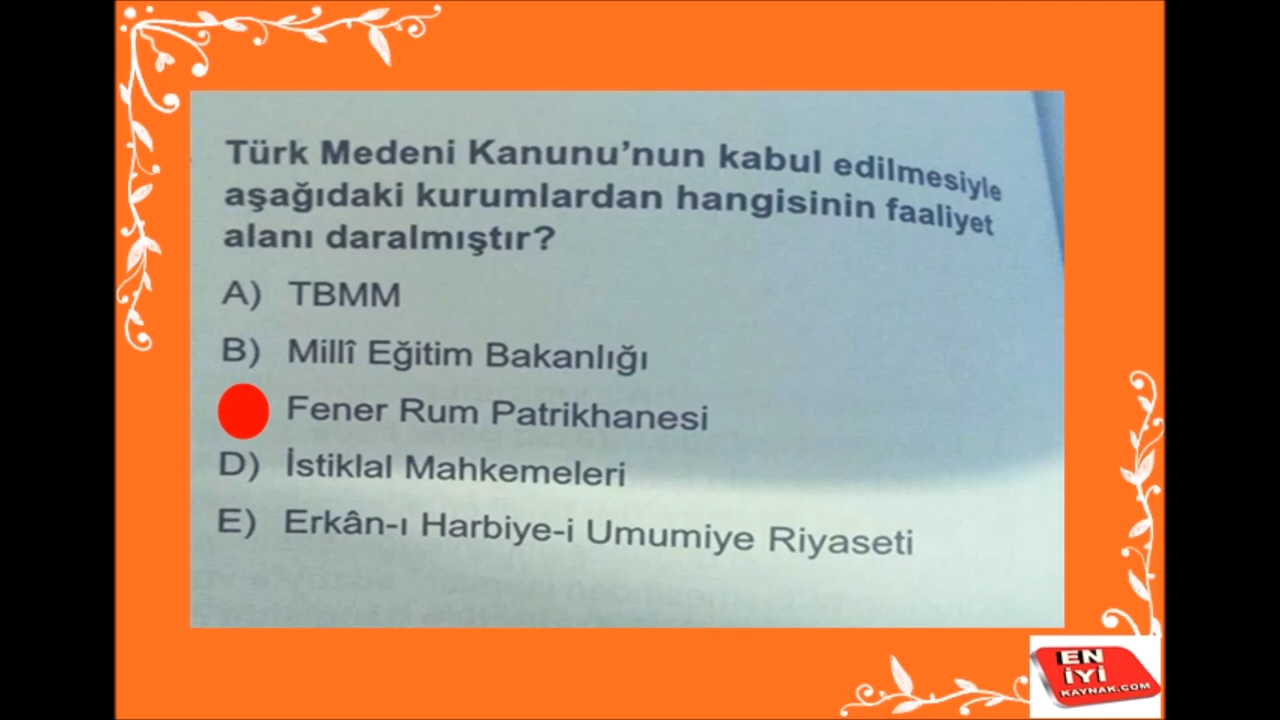 Türk Medeni Kanunu'nun kabul edilmesiyle
aşağıdaki kurumlardan hangisinin faaliyet
alanı daralmıştır?
A) TBMM
B) Millî Eğitim Bakanlığı
Fener Rum Patrikhanesi
D) İstiklal Mahkemeleri
E) Erkân-ı Harbiye-i Umumiye Riyaseti
EN
İYİ
KAYNAK.COM